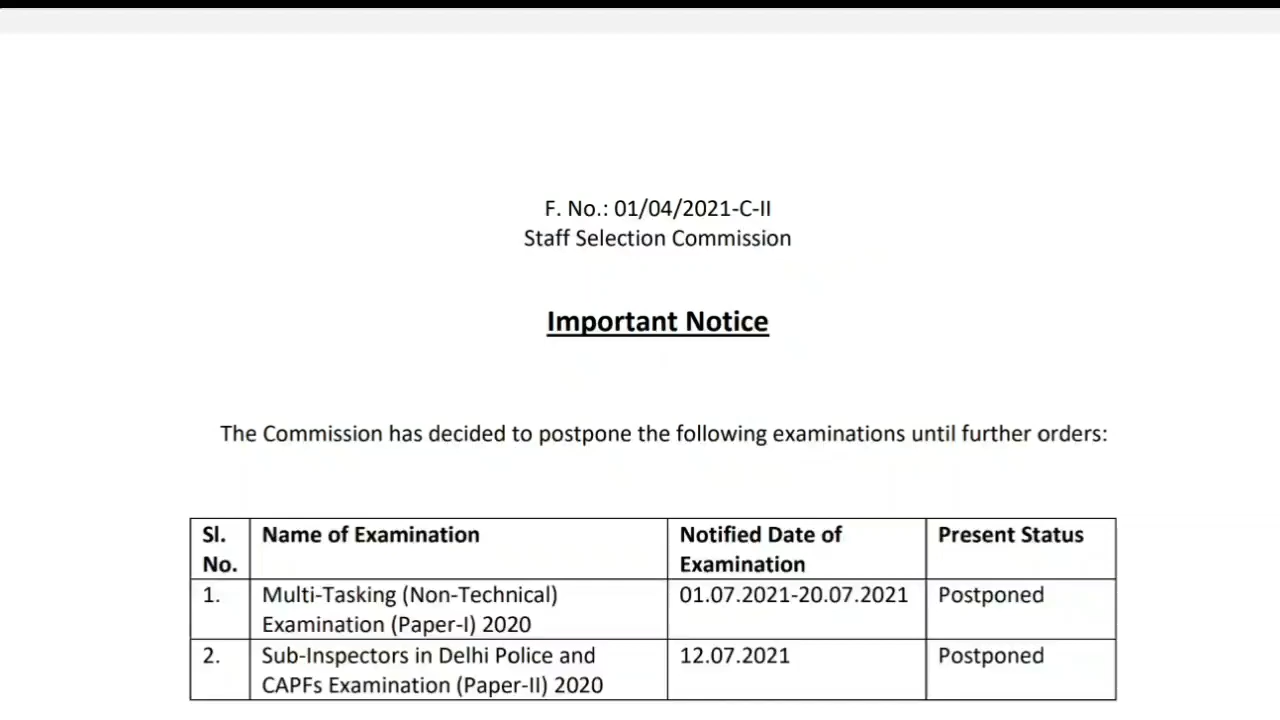 F. No.: 01/04/2021-C-II
Staff Selection Commission
Important Notice
The Commission has decided to postpone the following examinations until further orders:
Sl. No. Name of Examination Notified Date of Examination Present Status
1. Multi-Tasking (Non-Technical) Examination (Paper-I) 2020 01.07.2021-20.07.2021 Postponed
2. Sub-Inspectors in Delhi Police and CAPFs Examination (Paper-II) 2020 12.07.2021 Postponed